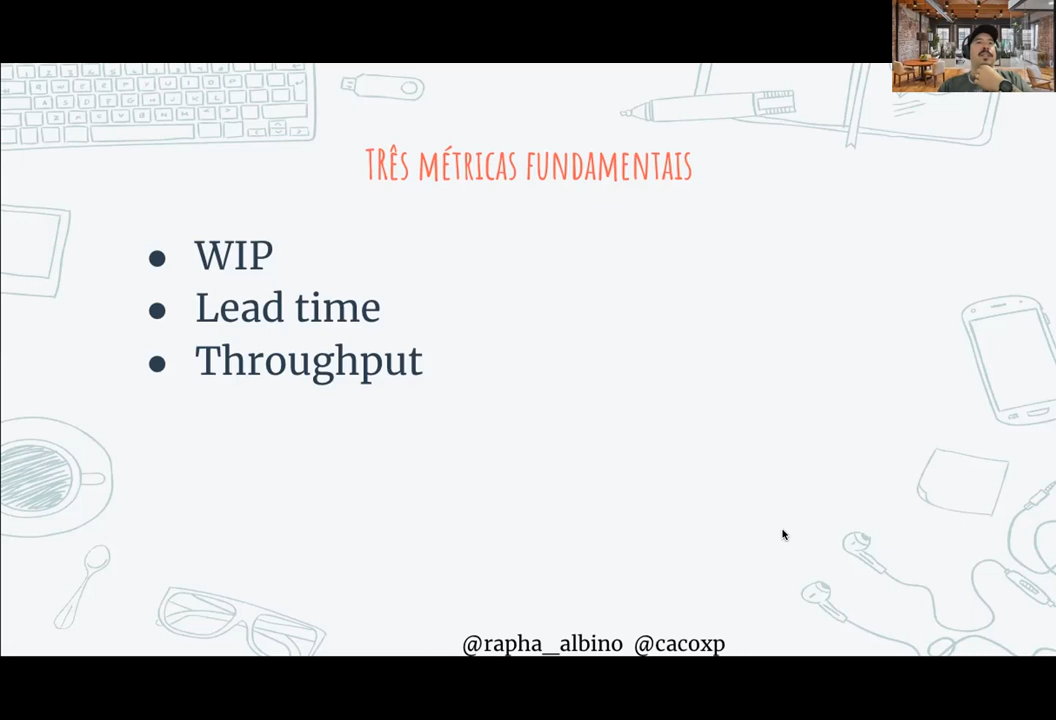 TRÊS MÉTRICAS FUNDAMENTAIS
● WIP
● Lead time
● Throughput
@rapha_albino @cacoxp